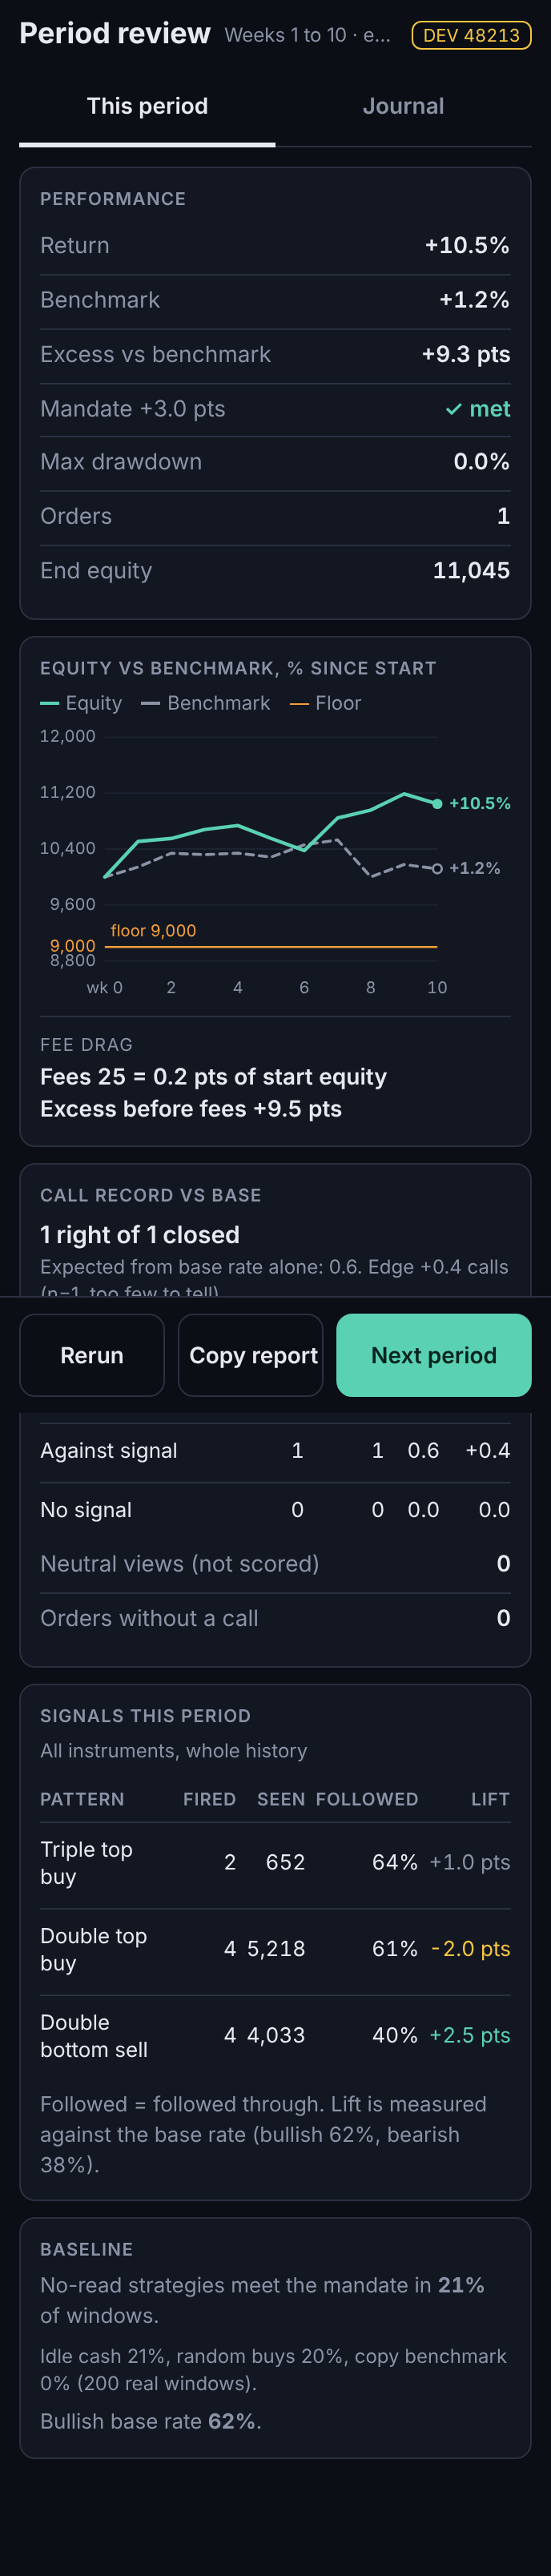 Period review Weeks 1 to 10 · e... DEV 48213
This period Journal
PERFORMANCE
Return +10.5%
Benchmark +1.2%
Excess vs benchmark +9.3 pts
Mandate +3.0 pts ✓ met
Max drawdown 0.0%
Orders 1
End equity 11,045
EQUITY VS BENCHMARK, % SINCE START
Equity Benchmark Floor
12,000
11,200
+10.5%
10,400
+1.2%
9,600
floor 9,000
9,000
8,800
wk 0 2 4 6 8 10
FEE DRAG
Fees 25 = 0.2 pts of start equity
Excess before fees +9.5 pts
CALL RECORD VS BASE
1 right of 1 closed
Expected from base rate alone: 0.6. Edge +0.4 calls
(n=1, too few to tell)
Rerun Copy report Next period
Against signal 1 1 0.6 +0.4
No signal 0 0 0.0 0.0
Neutral views (not scored) 0
Orders without a call 0
SIGNALS THIS PERIOD
All instruments, whole history
PATTERN FIRED SEEN FOLLOWED LIFT
Triple top
buy 2 652 64% +1.0 pts
Double top
buy 4 5,218 61% -2.0 pts
Double
bottom sell 4 4,033 40% +2.5 pts
Followed = followed through. Lift is measured
against the base rate (bullish 62%, bearish
38%).
BASELINE
No-read strategies meet the mandate in 21%
of windows.
Idle cash 21%, random buys 20%, copy benchmark
0% (200 real windows).
Bullish base rate 62%.